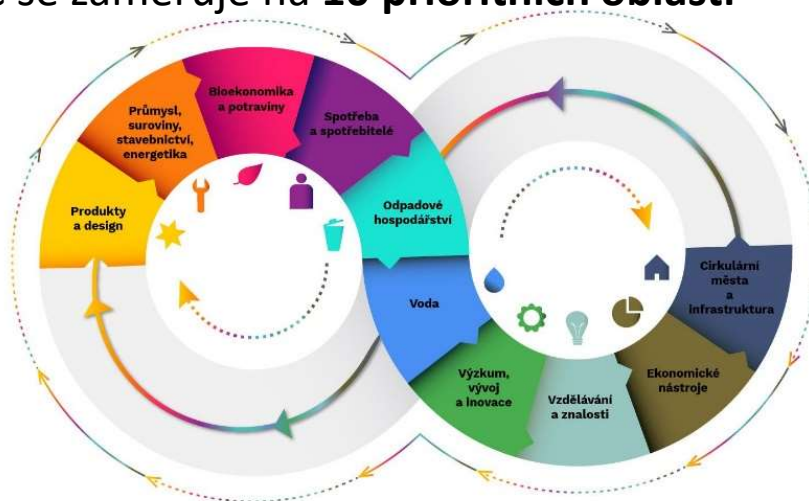 se zaměřuje na 10 prioritních oblastí
Bioekonomika
a potraviny
Průmysl,
suroviny,
stavebnictví,
energetika
Spotřeba
a spotřebitelé
Produkty
a design
Odpadové
hospodářství
Voda
Cirkulární
města
a
infrastruktura
Výzkum,
vývoj
a inovace
Vzdělávání
a znalosti
Ekonomické
nástroje